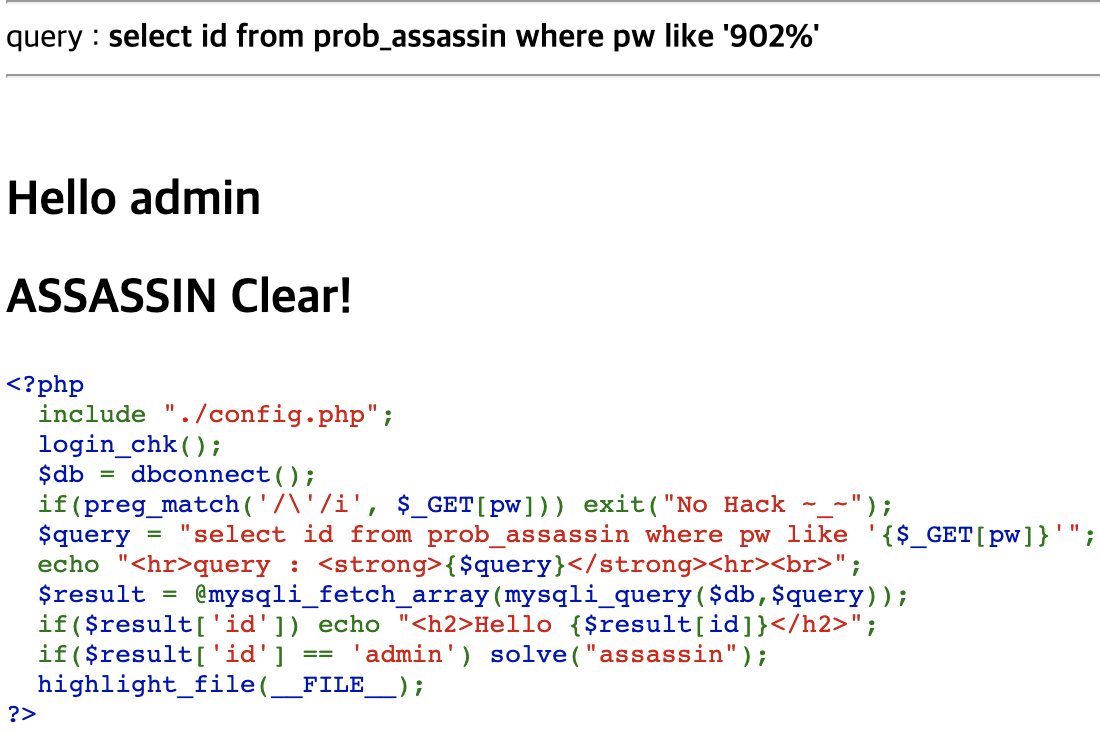 query : select id from prob_assassin where pw like '902%'
Hello admin
ASSASSIN Clear!
<?php
  include "./config.php";
  login_chk();
  $db = dbconnect();
  if(preg_match('/\'/i', $_GET[pw])) exit("No Hack ~_~");
  $query = "select id from prob_assassin where pw like '{$_GET[pw]}'";
  echo "<hr>query : <strong>{$query}</strong><hr><br>";
  $result = @mysqli_fetch_array(mysqli_query($db,$query));
  if($result['id']) echo "<h2>Hello {$result[id]}</h2>";
  if($result['id'] == 'admin') solve("assassin");
  highlight_file(__FILE__);
?>